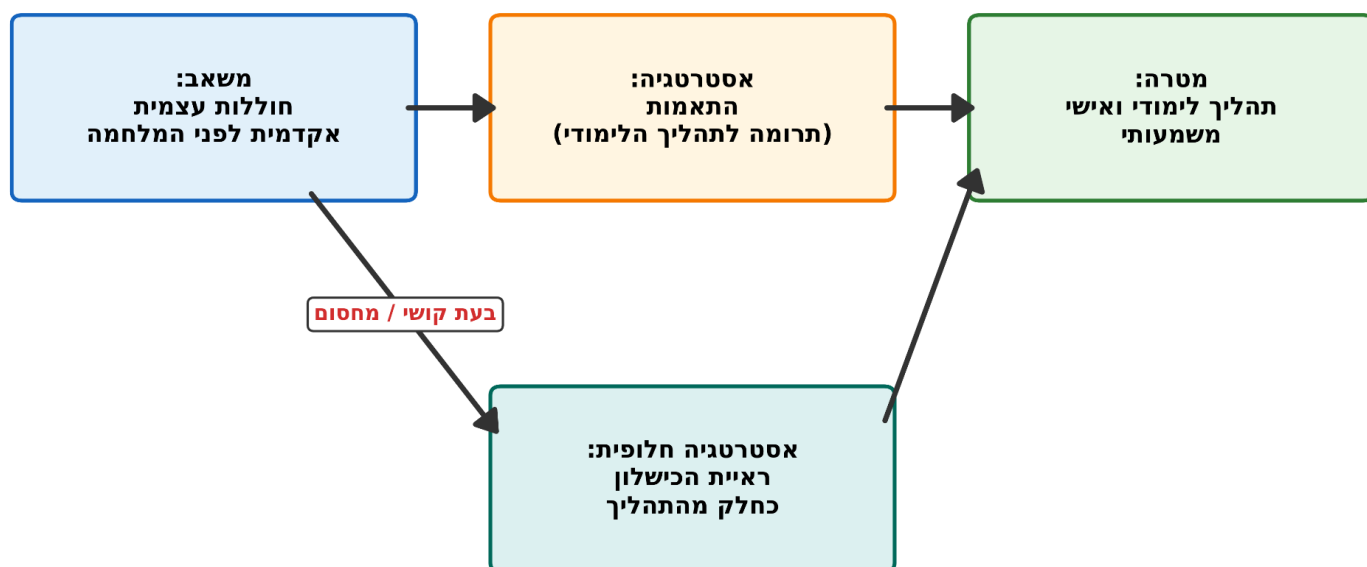 משאב:
חוללות עצמית
אקדמית לפני המלחמה
אסטרטגיה:
התאמות
(תרומה לתהליך הלימודי)
מטרה:
תהליך לימודי ואישי
משמעותי
בעת קושי / מחסום
אסטרטגיה חלופית:
ראיית הכישלון
כחלק מהתהליך